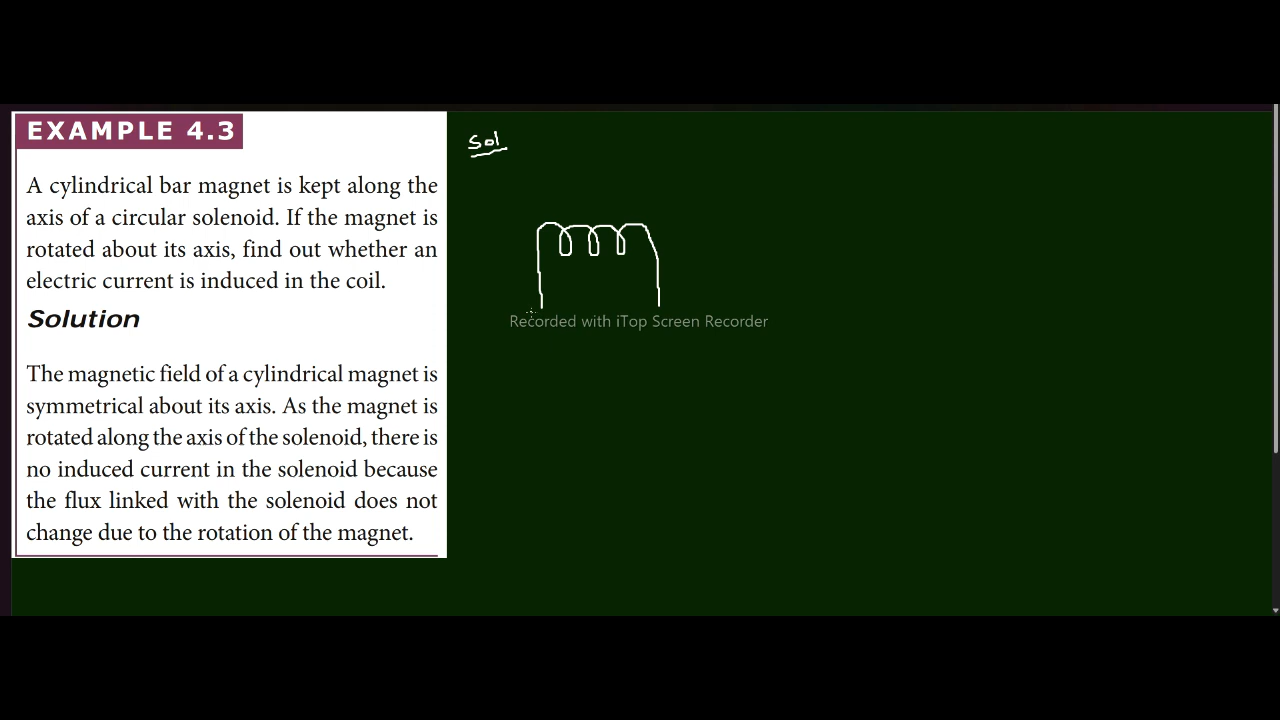 EXAMPLE 4.3
A cylindrical bar magnet is kept along the
axis of a circular solenoid. If the magnet is
rotated about its axis, find out whether an
electric current is induced in the coil.
Solution
The magnetic field of a cylindrical magnet is
symmetrical about its axis. As the magnet is
rotated along the axis of the solenoid, there is
no induced current in the solenoid because
the flux linked with the solenoid does not
change due to the rotation of the magnet.
Sol
Recorded with iTop Screen Recorder